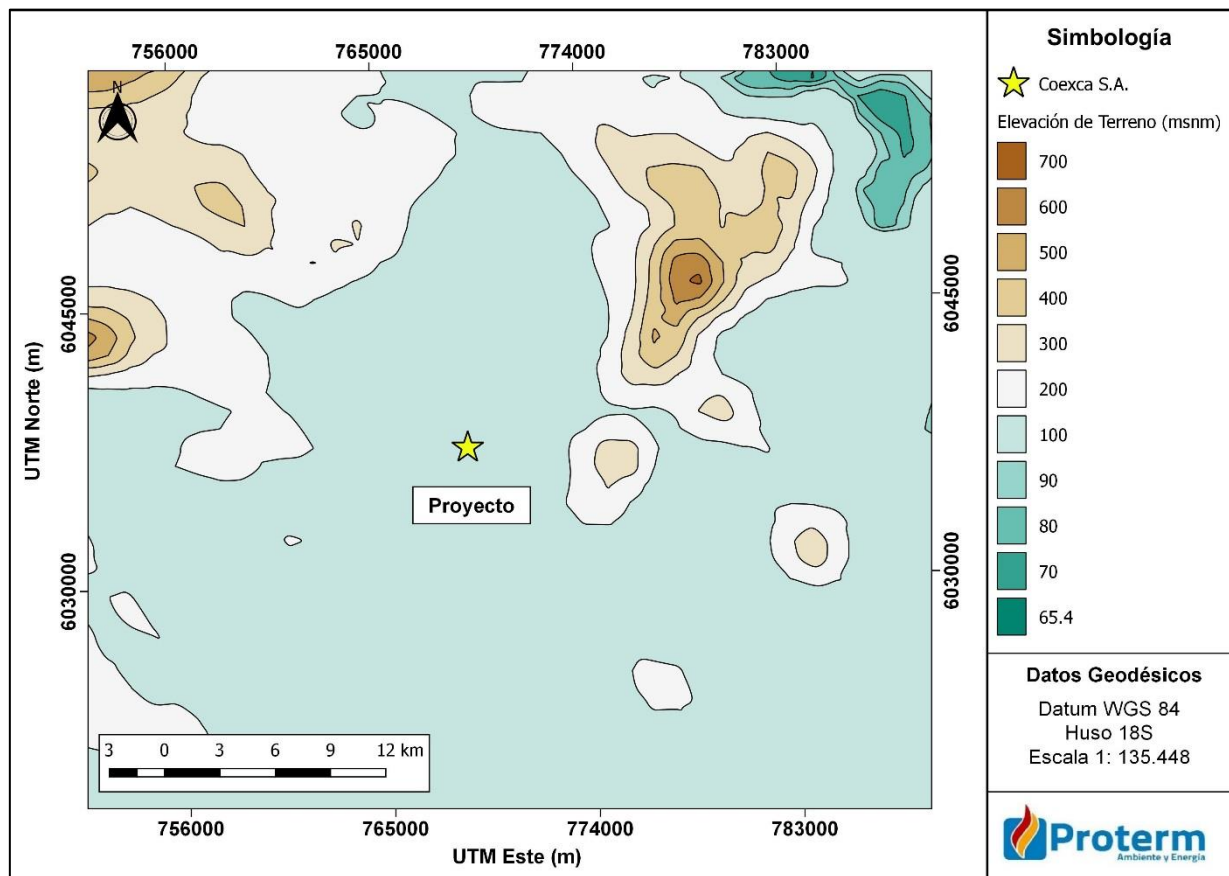 756000
765000
774000
783000
N
6045000
6030000
UTM Norte (m)
Proyecto
3 0 3 6 9 12 km
6045000
6030000
756000
765000
774000
783000
UTM Este (m)
Simbología
Coexca S.A.
Elevación de Terreno (msnm)
700
600
500
400
300
200
100
90
80
70
65.4
Datos Geodésicos
Datum WGS 84
Huso 18S
Escala 1: 135.448
Proterm
Ambiente y Energía